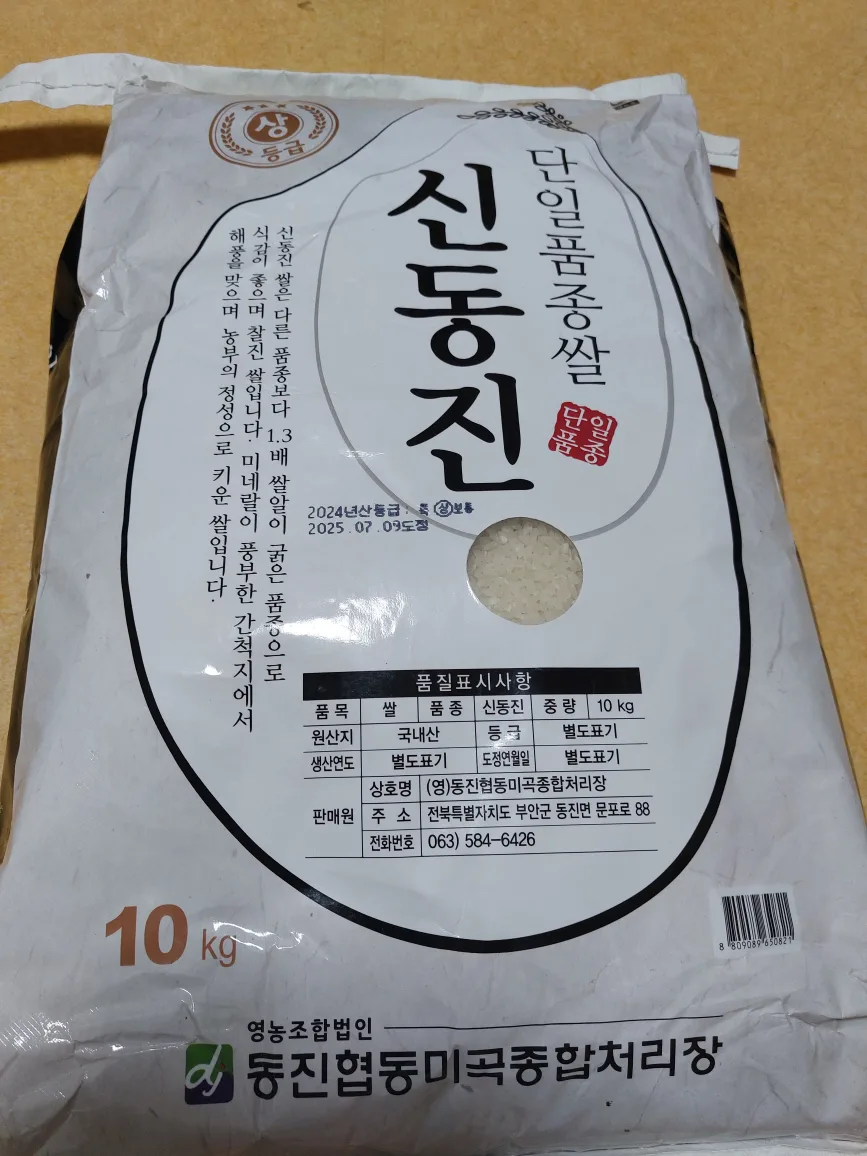 상
등급
단일품종쌀
신동진
단일
품종
신동진 쌀은 다른 품종보다 1.3배 쌀알이 굵은 품종으로
식감이 좋으며 찰진 쌀입니다. 미네랄이 풍부한 간척지에서
해풍을 맞으며 농부의 정성으로 키운 쌀입니다.
2024년산등급: 특 상 보통
2025.07.09도정
품질표시사항
품 목 쌀 품 종 신동진 중 량 10 kg
원산지 국내산 등 급 별도표기
생산연도 별도표기 도정연월일 별도표기
판매원 상호명 (영)동진협동미곡종합처리장
주 소 전북특별자치도 부안군 동진면 문포로 88
전화번호 063) 584-6426
10 kg
8 809089 650821
영농조합법인
dj 동진협동미곡종합처리장